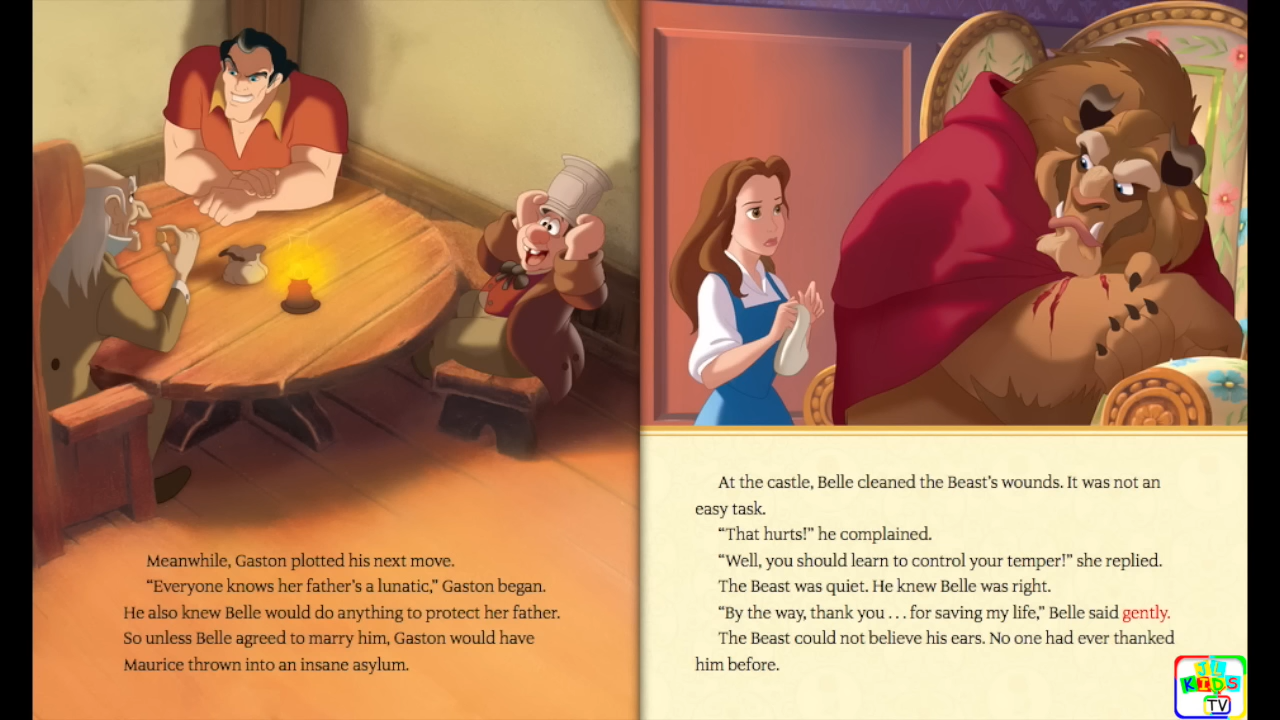 Meanwhile, Gaston plotted his next move.
“Everyone knows her father’s a lunatic,” Gaston began.
He also knew Belle would do anything to protect her father.
So unless Belle agreed to marry him, Gaston would have
Maurice thrown into an insane asylum.
At the castle, Belle cleaned the Beast’s wounds. It was not an
easy task.
“That hurts!” he complained.
“Well, you should learn to control your temper!” she replied.
The Beast was quiet. He knew Belle was right.
“By the way, thank you . . . for saving my life,” Belle said gently.
The Beast could not believe his ears. No one had ever thanked
him before.
JL
KIDS
TV